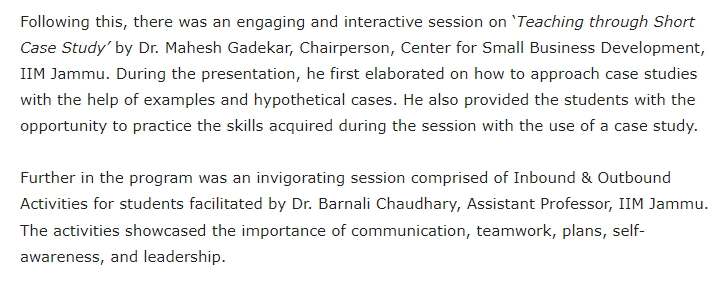 Following this, there was an engaging and interactive session on ‘Teaching through Short
Case Study’ by Dr. Mahesh Gadekar, Chairperson, Center for Small Business Development,
IIM Jammu. During the presentation, he first elaborated on how to approach case studies
with the help of examples and hypothetical cases. He also provided the students with the
opportunity to practice the skills acquired during the session with the use of a case study.
Further in the program was an invigorating session comprised of Inbound & Outbound
Activities for students facilitated by Dr. Barnali Chaudhary, Assistant Professor, IIM Jammu.
The activities showcased the importance of communication, teamwork, plans, self-
awareness, and leadership.